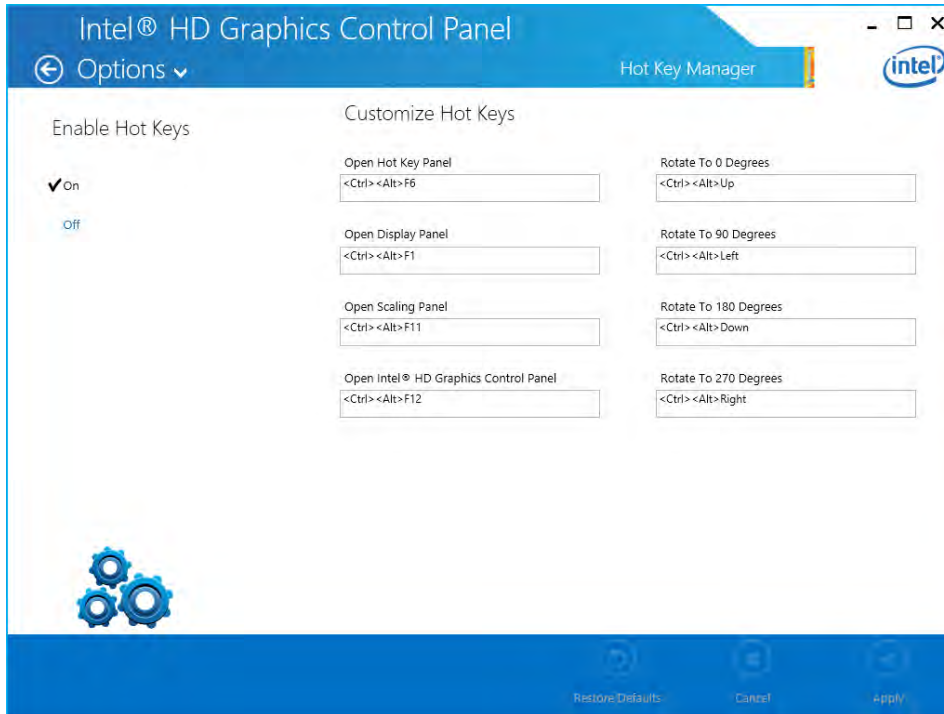 Intel® HD Graphics Control Panel
Options
Hot Key Manager
intel
Enable Hot Keys
On
Off
Customize Hot Keys
Open Hot Key Panel
<Ctrl><Alt>F6
Open Display Panel
<Ctrl><Alt>F1
Open Scaling Panel
<Ctrl><Alt>F11
Open Intel® HD Graphics Control Panel
<Ctrl><Alt>F12
Rotate To 0 Degrees
<Ctrl><Alt>Up
Rotate To 90 Degrees
<Ctrl><Alt>Left
Rotate To 180 Degrees
<Ctrl><Alt>Down
Rotate To 270 Degrees
<Ctrl><Alt>Right
Restore Defaults
Cancel
Apply